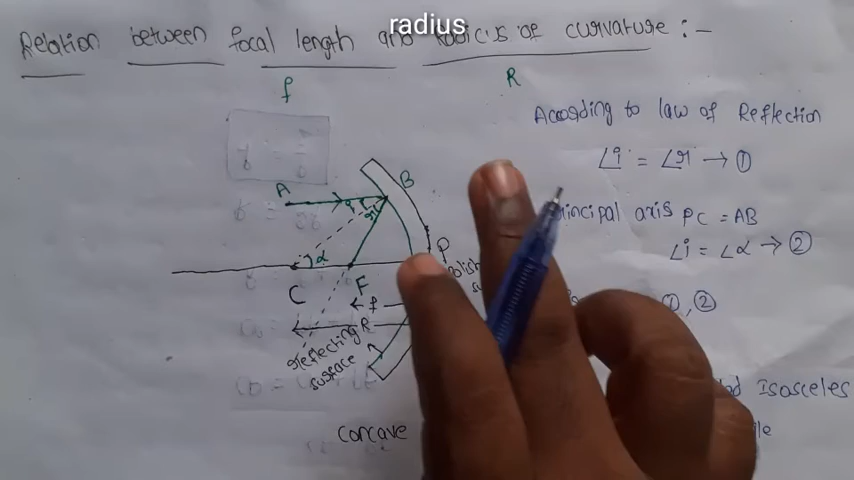 radius
Relation between focal length and Radicis of curvature :-
f
R
According to law of Reflection
∠i = ∠r → ①
principal axis PC = AB
∠i = ∠α → ②
①, ②
Isosceles
A
B
i
r
α
P
C
F
f
R
reflecting
surface
concave